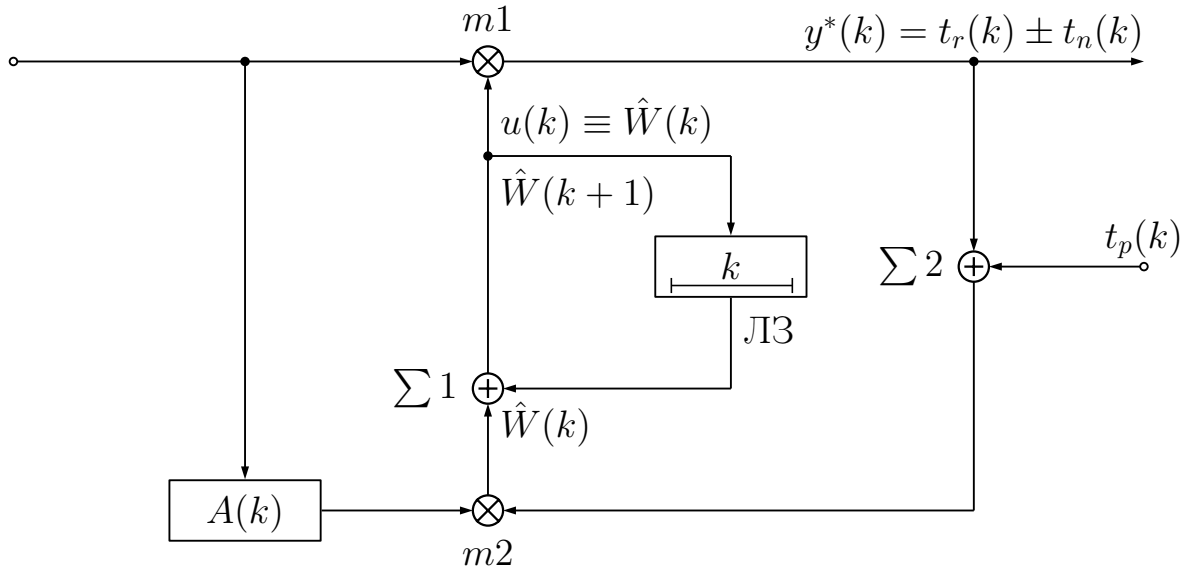 m1
y*(k) = t_r(k) ± t_n(k)
u(k) ≡ Ŵ(k)
Ŵ(k + 1)
t_p(k)
k
∑ 2
ЛЗ
∑ 1
Ŵ(k)
A(k)
m2